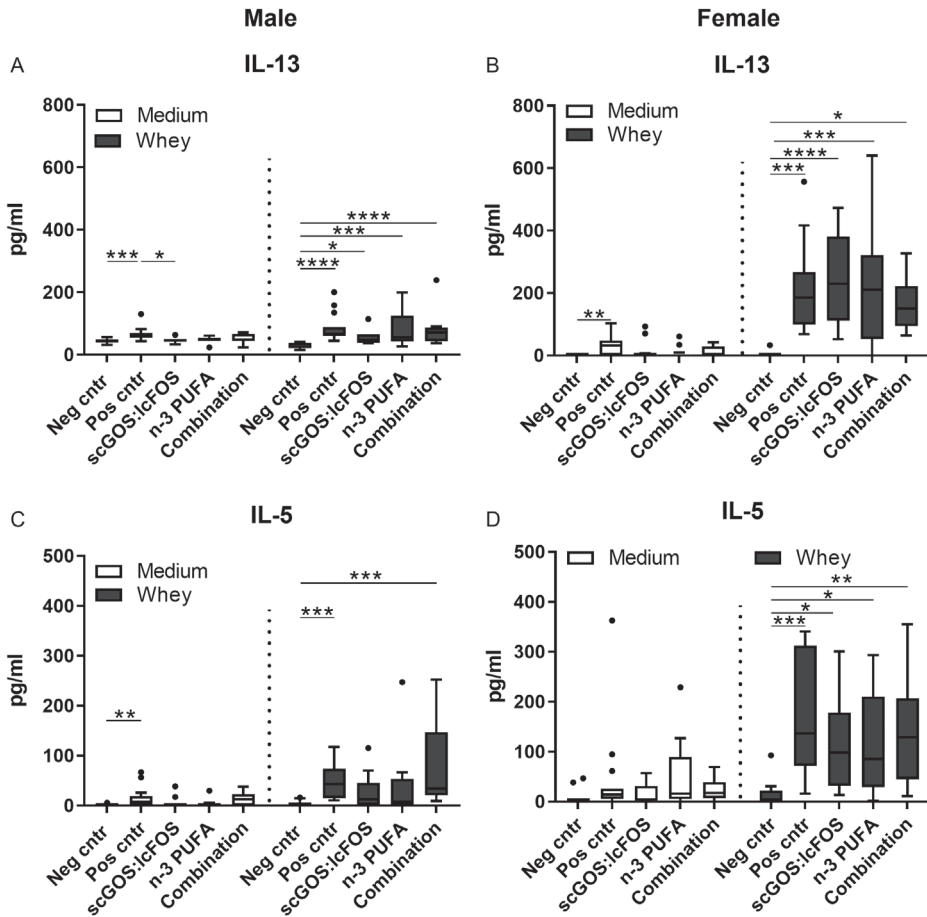 Male
Female
A
IL-13
800
600
400
200
0
pg/ml
Medium
Whey
***
*
****
***
*
****
Neg cntr
Pos cntr
scGOS:lcFOS
n-3 PUFA
Combination
Neg cntr
Pos cntr
scGOS:lcFOS
n-3 PUFA
Combination
B
IL-13
800
600
400
200
0
pg/ml
Medium
Whey
**
*
***
****
***
Neg cntr
Pos cntr
scGOS:lcFOS
n-3 PUFA
Combination
Neg cntr
Pos cntr
scGOS:lcFOS
n-3 PUFA
Combination
C
IL-5
500
400
300
200
100
0
pg/ml
Medium
Whey
**
***
***
Neg cntr
Pos cntr
scGOS:lcFOS
n-3 PUFA
Combination
Neg cntr
Pos cntr
scGOS:lcFOS
n-3 PUFA
Combination
D
IL-5
500
400
300
200
100
0
pg/ml
Medium
Whey
**
*
*
***
Neg cntr
Pos cntr
scGOS:lcFOS
n-3 PUFA
Combination
Neg cntr
Pos cntr
scGOS:lcFOS
n-3 PUFA
Combination